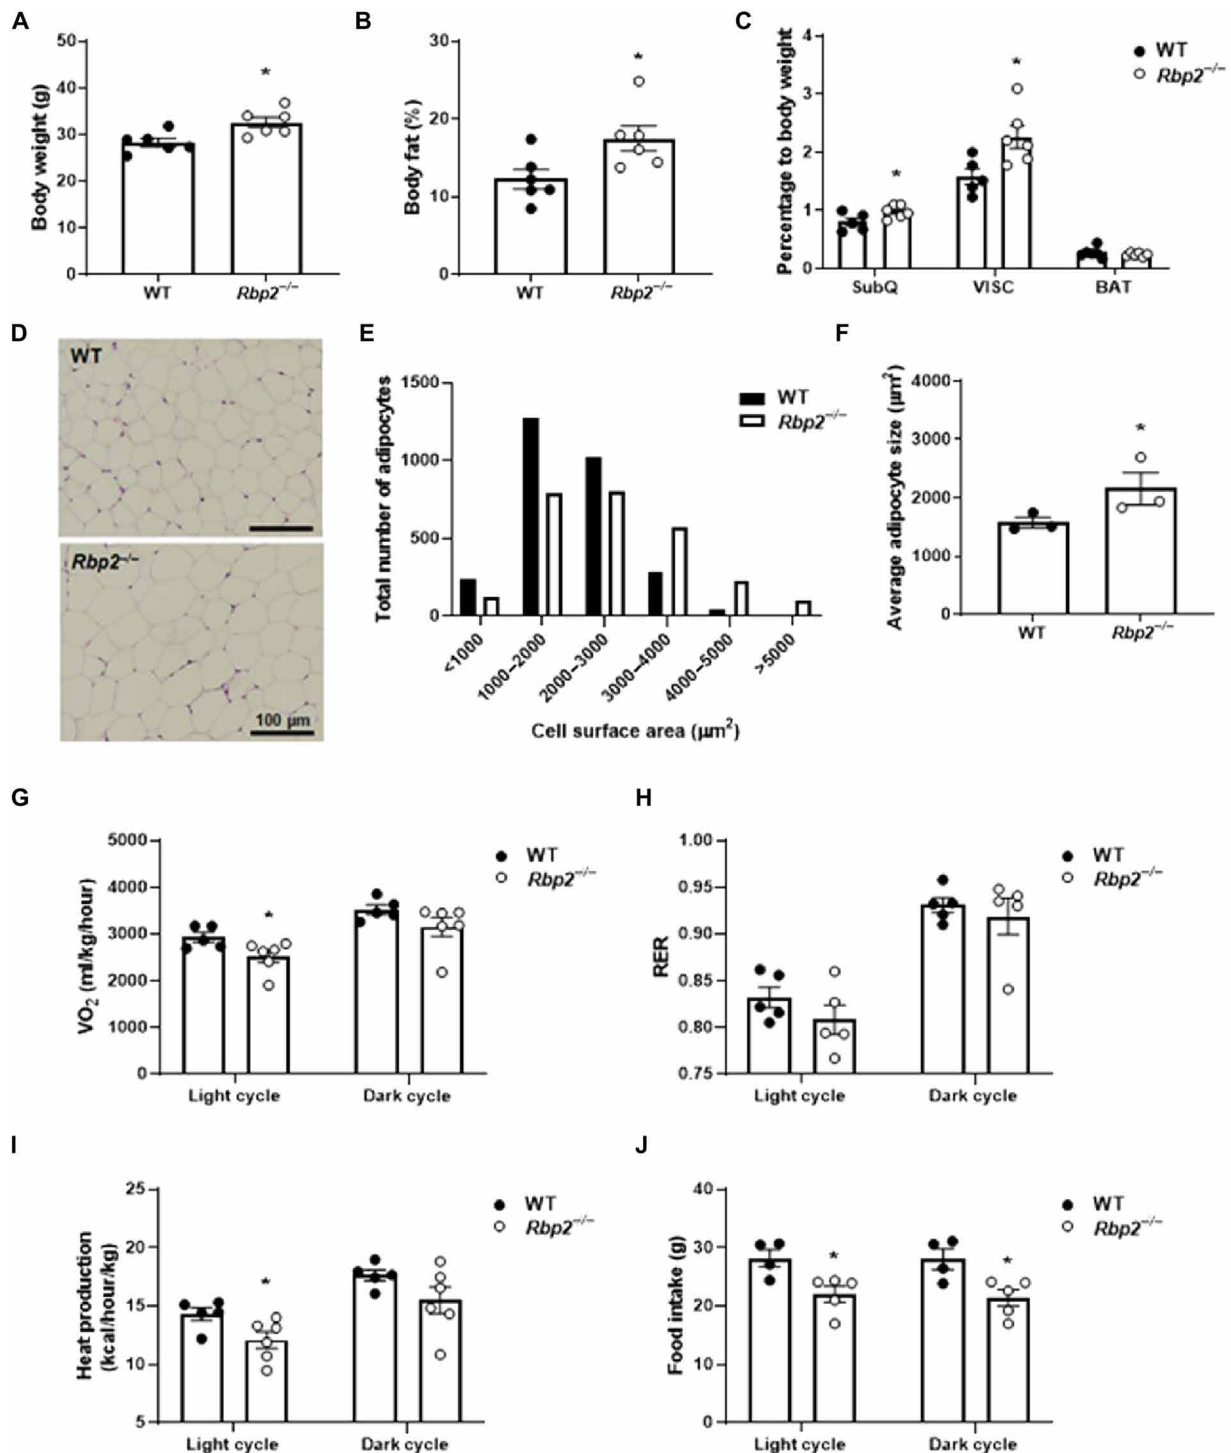 A
Body weight (g)
50
40
30
20
10
0
*
WT
Rbp2⁻/⁻
B
Body fat (%)
30
20
10
0
*
WT
Rbp2⁻/⁻
C
Percentage to body weight
4
3
2
1
0
*
*
SubQ
VISC
BAT
WT
Rbp2⁻/⁻
D
WT
Rbp2⁻/⁻
100 μm
E
Total number of adipocytes
1500
1000
500
0
WT
Rbp2⁻/⁻
<1000
1000–2000
2000–3000
3000–4000
4000–5000
>5000
Cell surface area (μm²)
F
Average adipocyte size (μm²)
4000
3000
2000
1000
0
*
WT
Rbp2⁻/⁻
G
VO₂ (ml/kg/hour)
5000
4000
3000
2000
1000
0
*
Light cycle
Dark cycle
WT
Rbp2⁻/⁻
H
RER
1.00
0.95
0.90
0.85
0.80
0.75
Light cycle
Dark cycle
WT
Rbp2⁻/⁻
I
Heat production
(kcal/hour/kg)
25
20
15
10
5
*
Light cycle
Dark cycle
WT
Rbp2⁻/⁻
J
Food intake (g)
40
30
20
10
0
*
*
Light cycle
Dark cycle
WT
Rbp2⁻/⁻